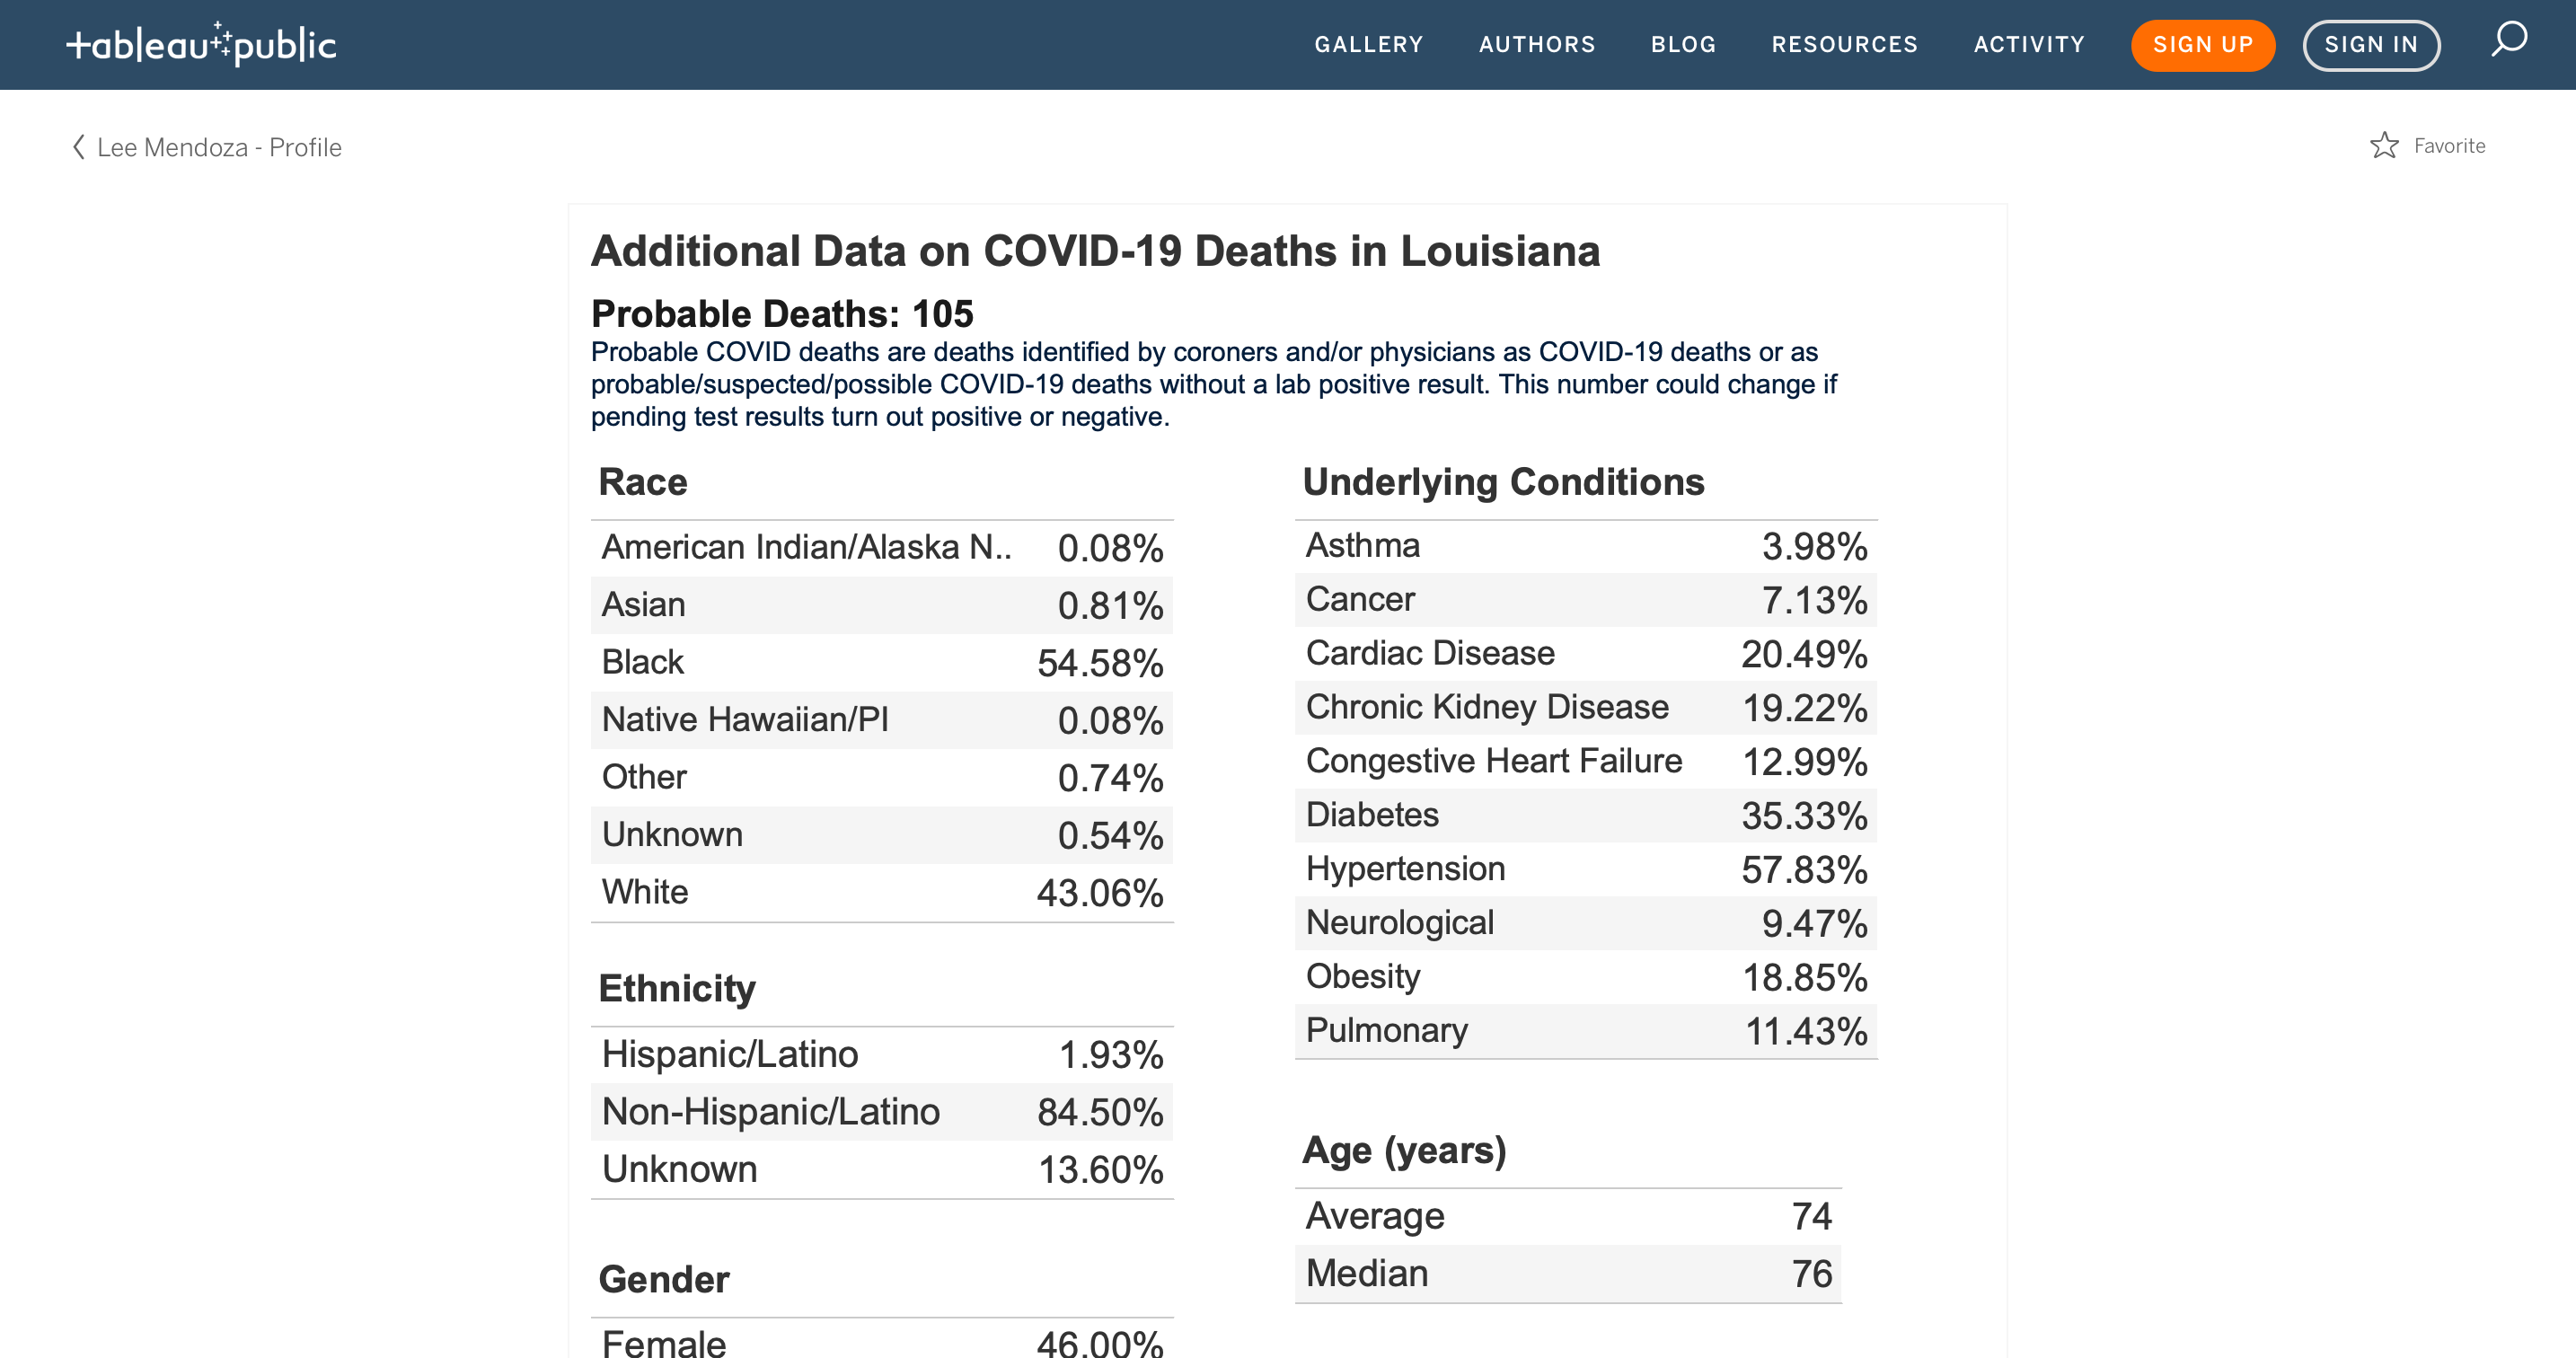 tableau public
GALLERY AUTHORS BLOG RESOURCES ACTIVITY SIGN UP SIGN IN
Lee Mendoza - Profile
Favorite
Additional Data on COVID-19 Deaths in Louisiana
Probable Deaths: 105
Probable COVID deaths are deaths identified by coroners and/or physicians as COVID-19 deaths or as
probable/suspected/possible COVID-19 deaths without a lab positive result. This number could change if
pending test results turn out positive or negative.
Race
American Indian/Alaska N.. 0.08%
Asian 0.81%
Black 54.58%
Native Hawaiian/PI 0.08%
Other 0.74%
Unknown 0.54%
White 43.06%
Ethnicity
Hispanic/Latino 1.93%
Non-Hispanic/Latino 84.50%
Unknown 13.60%
Gender
Female 46.00%
Underlying Conditions
Asthma 3.98%
Cancer 7.13%
Cardiac Disease 20.49%
Chronic Kidney Disease 19.22%
Congestive Heart Failure 12.99%
Diabetes 35.33%
Hypertension 57.83%
Neurological 9.47%
Obesity 18.85%
Pulmonary 11.43%
Age (years)
Average 74
Median 76